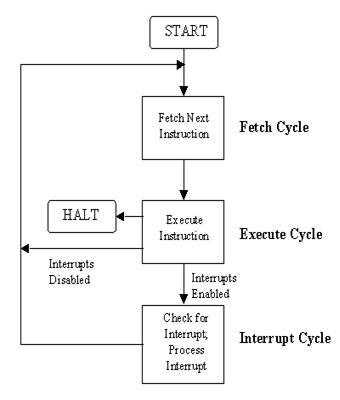 START
Fetch Next
Instruction
Fetch Cycle
HALT
Execute
Instruction
Execute Cycle
Interrupts
Disabled
Interrupts
Enabled
Check for
Interrupt;
Process
Interrupt
Interrupt Cycle